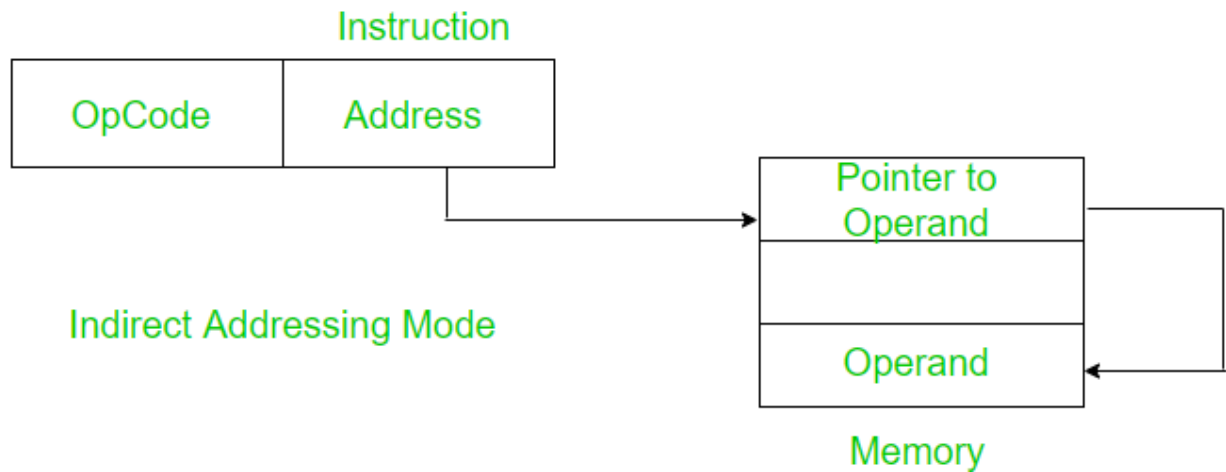 Instruction
OpCode
Address
Pointer to
Operand
Indirect Addressing Mode
Operand
Memory